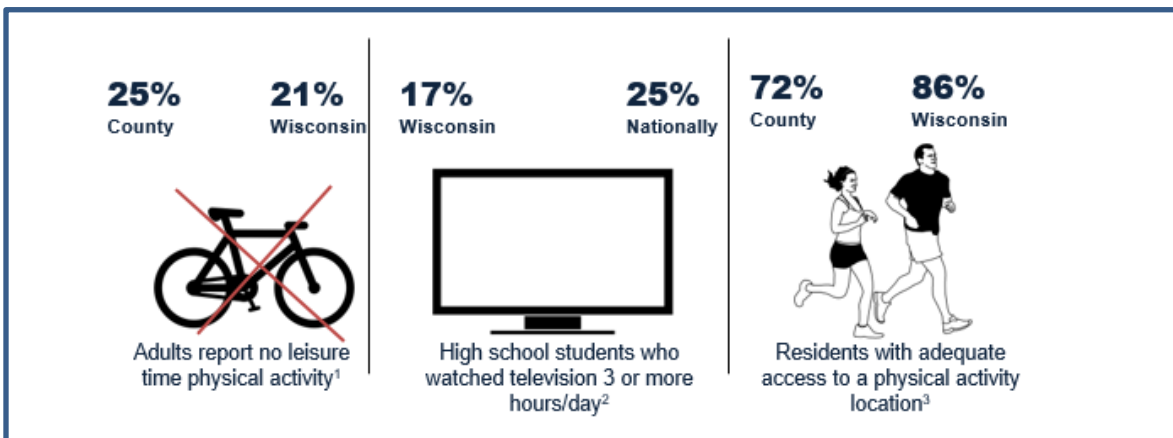 25% 21%
County Wisconsin
17% 25%
Wisconsin Nationally
72% 86%
County Wisconsin
Adults report no leisure
time physical activity¹
High school students who
watched television 3 or more
hours/day²
Residents with adequate
access to a physical activity
location³